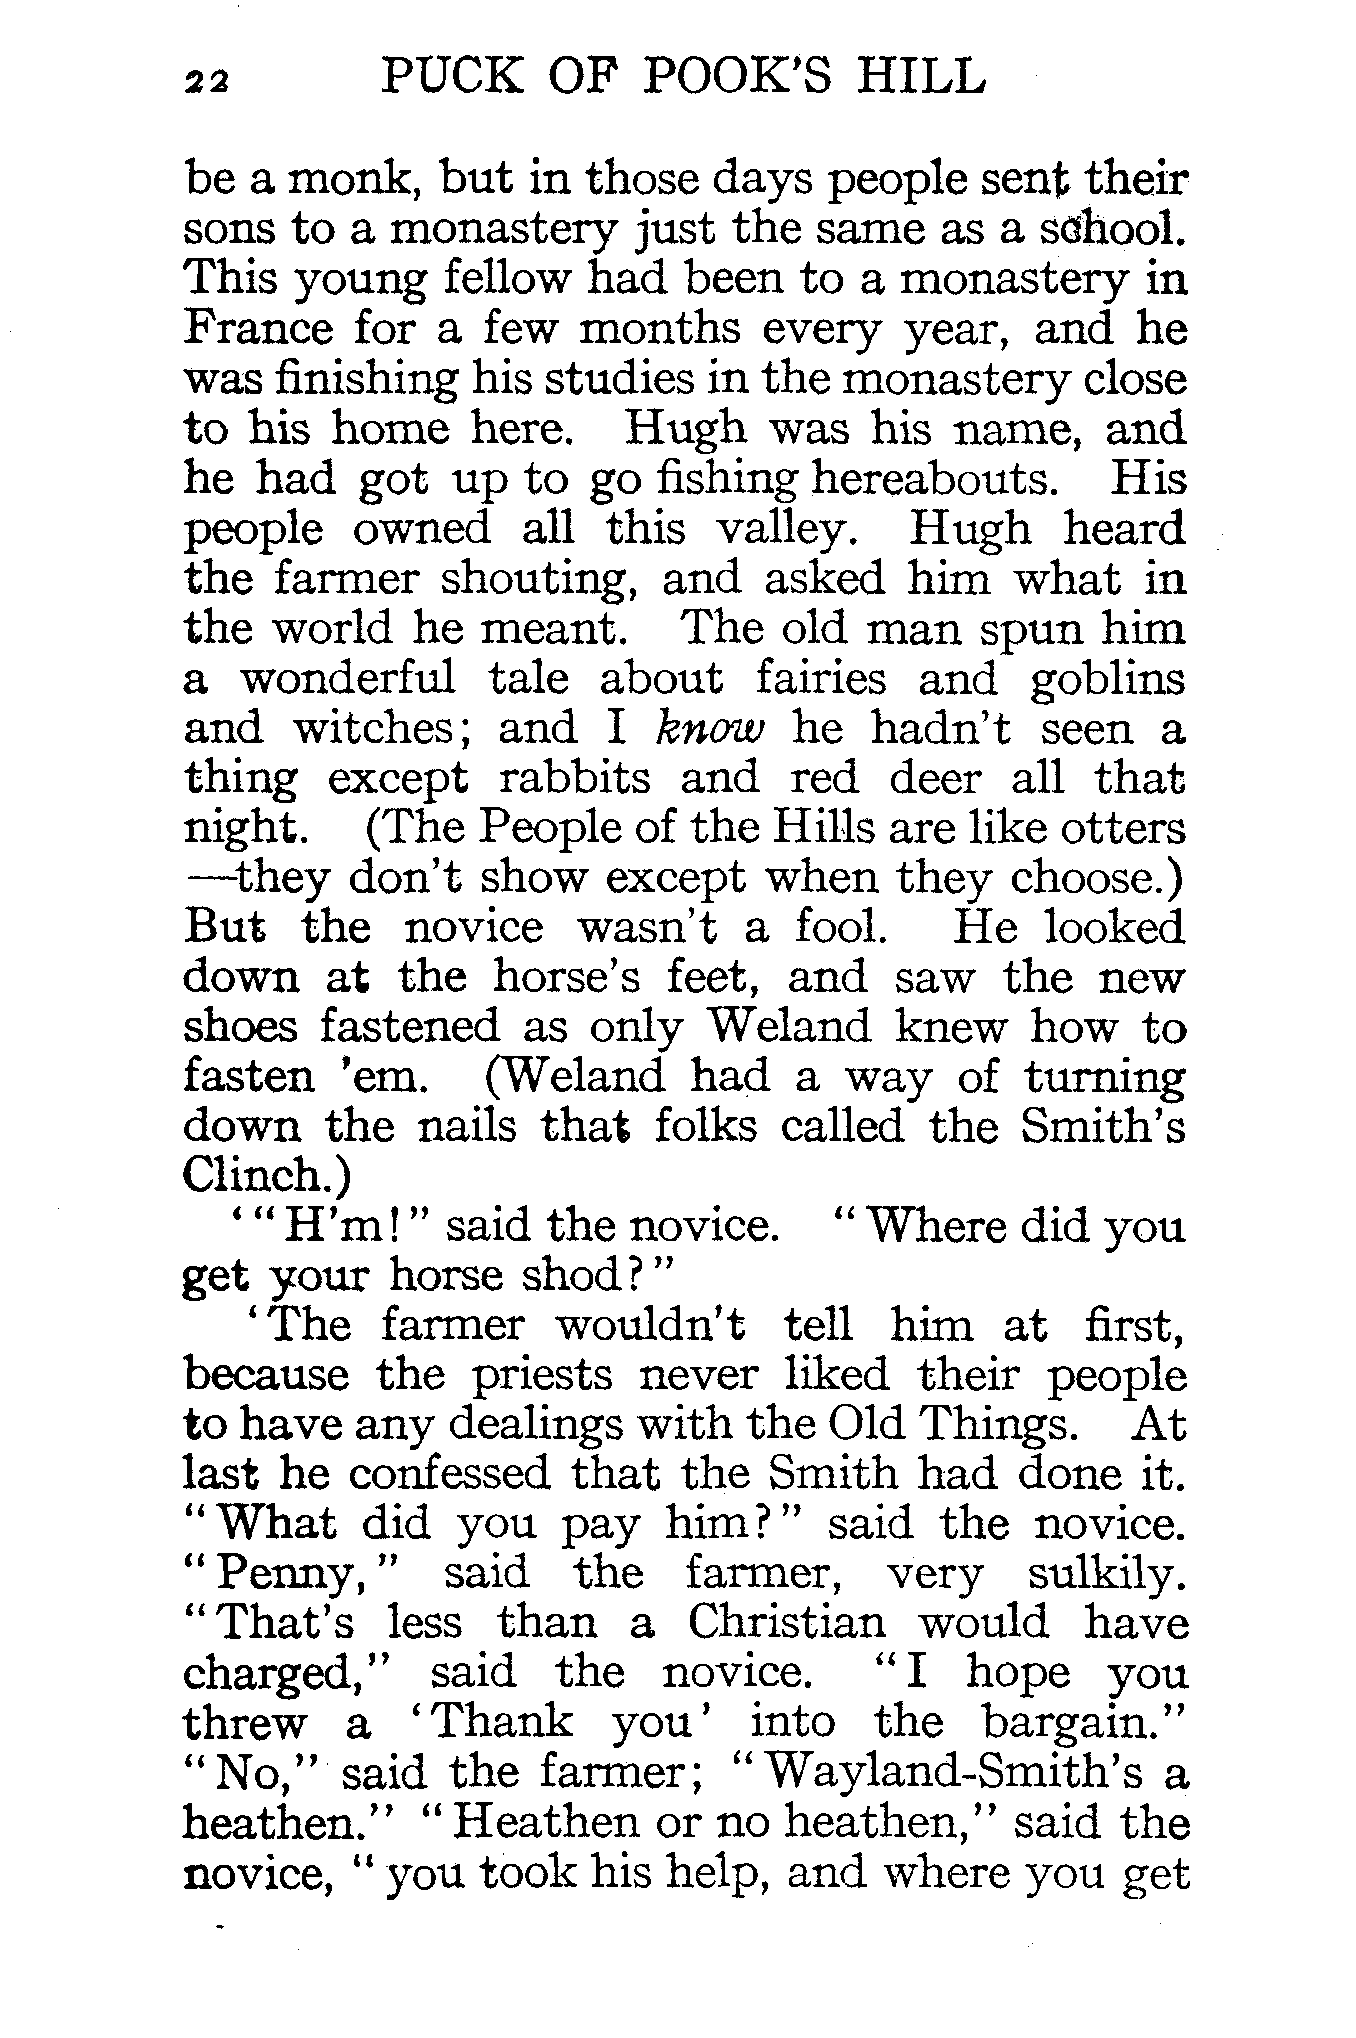 22 PUCK OF POOK'S HILL
be a monk, but in those days people sent their
sons to a monastery just the same as a school.
This young fellow had been to a monastery in
France for a few months every year, and he
was finishing his studies in the monastery close
to his home here. Hugh was his name, and
he had got up to go fishing hereabouts. His
people owned all this valley. Hugh heard
the farmer shouting, and asked him what in
the world he meant. The old man spun him
a wonderful tale about fairies and goblins
and witches; and I know he hadn't seen a
thing except rabbits and red deer all that
night. (The People of the Hills are like otters
—they don't show except when they choose.)
But the novice wasn't a fool. He looked
down at the horse's feet, and saw the new
shoes fastened as only Weland knew how to
fasten 'em. (Weland had a way of turning
down the nails that folks called the Smith's
Clinch.)
‘“H'm!” said the novice. “Where did you
get your horse shod?”
‘The farmer wouldn't tell him at first,
because the priests never liked their people
to have any dealings with the Old Things. At
last he confessed that the Smith had done it.
“What did you pay him?” said the novice.
“Penny,” said the farmer, very sulkily.
“That's less than a Christian would have
charged,” said the novice. “I hope you
threw a ‘Thank you’ into the bargain.”
“No,” said the farmer; “Wayland-Smith's a
heathen.” “Heathen or no heathen,” said the
novice, “you took his help, and where you get